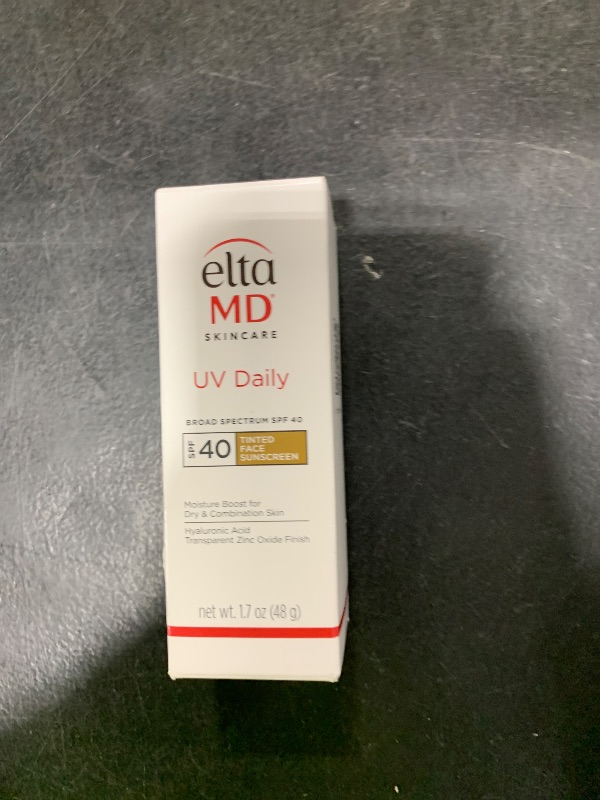 elta
MD®
SKINCARE
UV Daily
BROAD SPECTRUM SPF 40
SPF 40 TINTED
FACE
SUNSCREEN
Moisture Boost for
Dry & Combination Skin
Hyaluronic Acid
Transparent Zinc Oxide Finish
net wt. 1.7 oz (48 g)